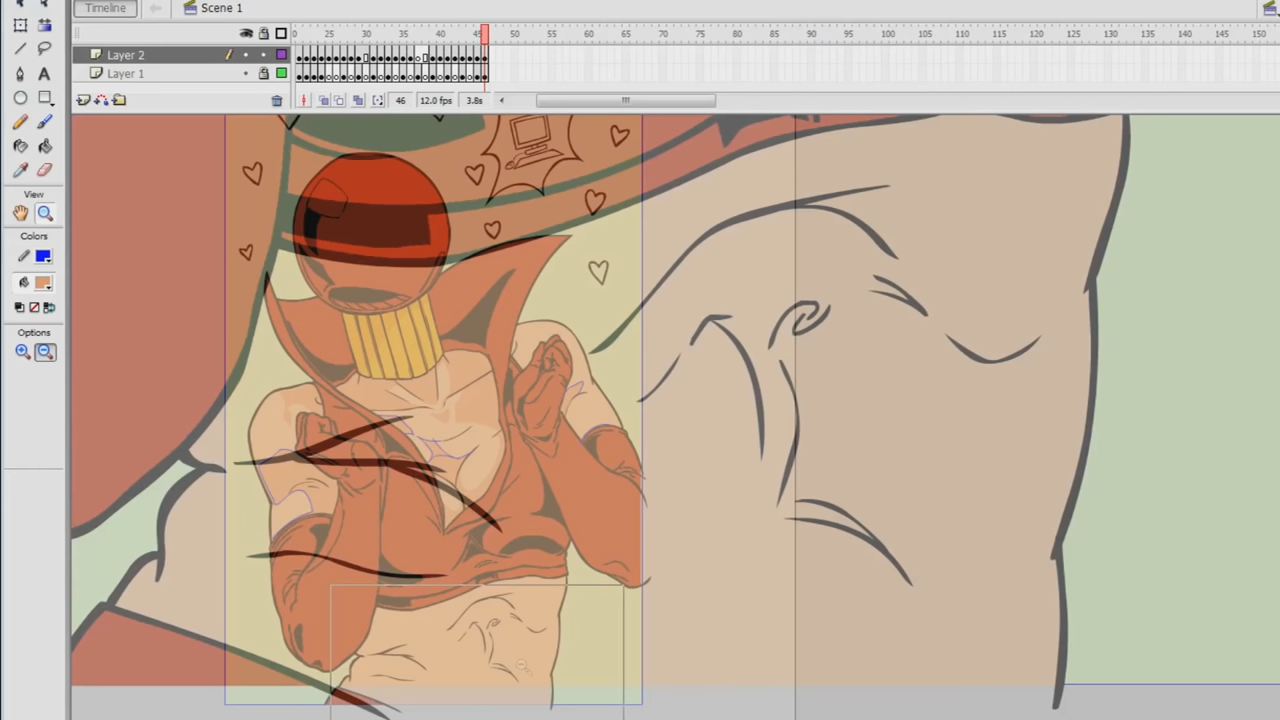 Timeline
Scene 1
0 25 30 35 40 45 50 55 60 65 70 75 80 85 90 95 100 105 110 115 120 125 130 135 140 145 150
Layer 2
Layer 1
46 12.0 fps 3.8s
View
Colors
Options